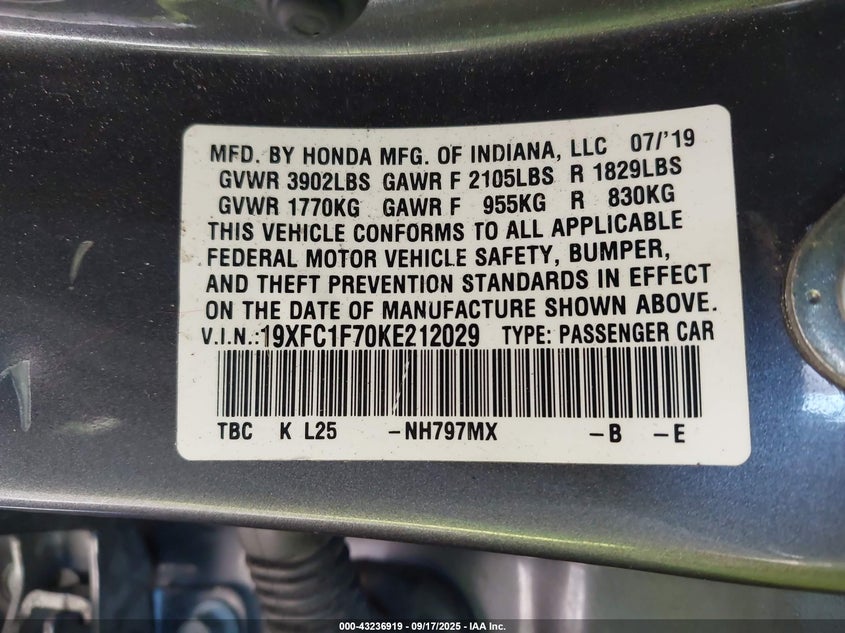 MFD. BY HONDA MFG. OF INDIANA, LLC 07/'19
GVWR 3902LBS GAWR F 2105LBS R 1829LBS
GVWR 1770KG GAWR F 955KG R 830KG
THIS VEHICLE CONFORMS TO ALL APPLICABLE
FEDERAL MOTOR VEHICLE SAFETY, BUMPER,
AND THEFT PREVENTION STANDARDS IN EFFECT
ON THE DATE OF MANUFACTURE SHOWN ABOVE.
V.I.N.:19XFC1F70KE212029 TYPE: PASSENGER CAR
TBC K L25 -NH797MX -B -E
000-43236919 - 09/17/2025 - IAA Inc.